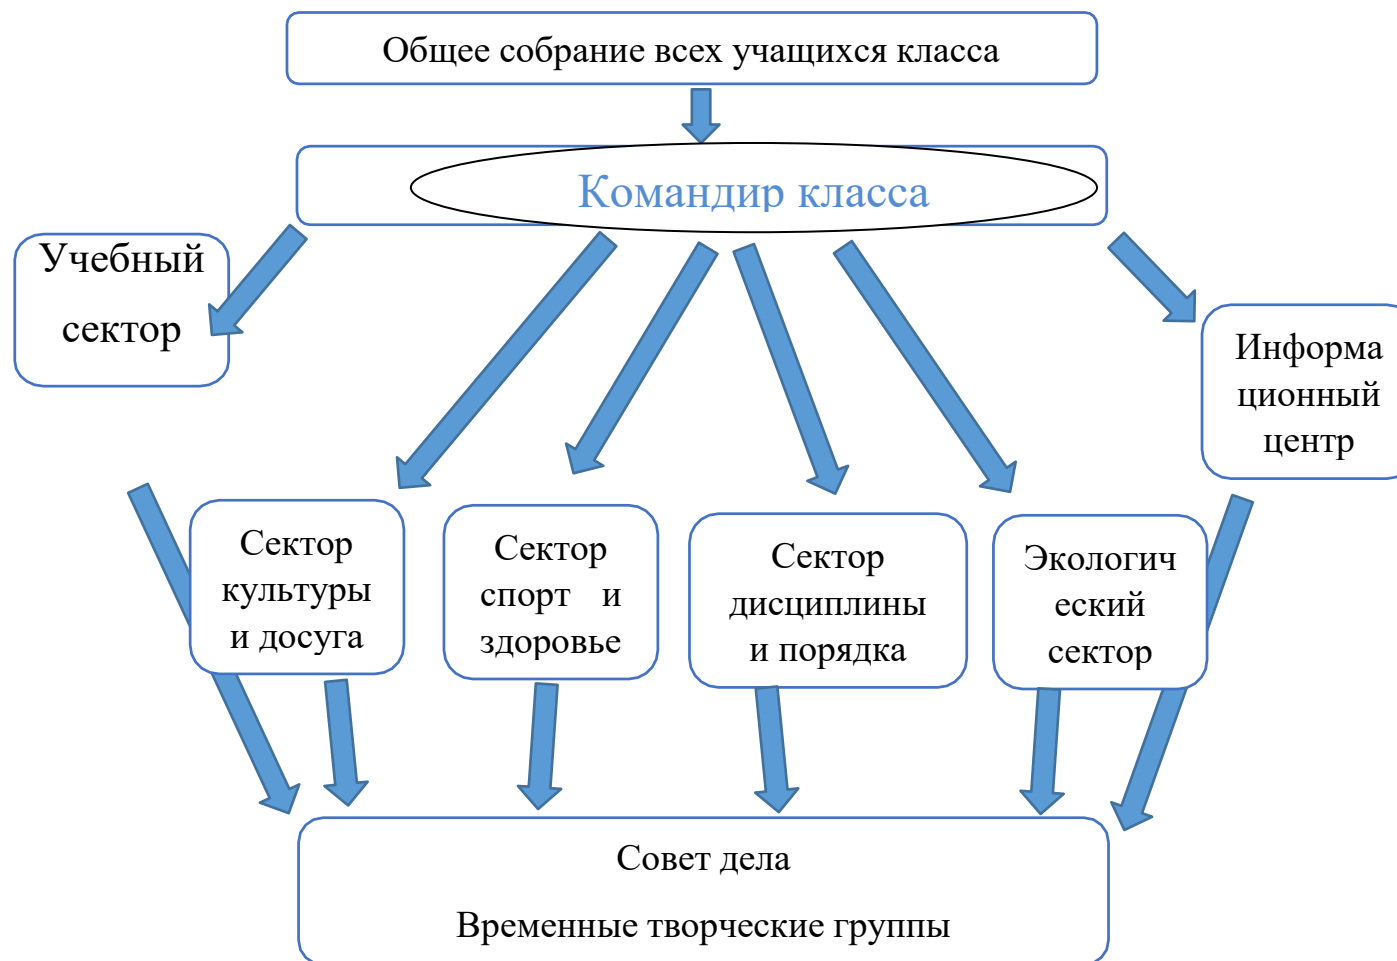 Общее собрание всех учащихся класса
Командир класса
Учебный
сектор
Информа
ционный
центр
Сектор
культуры
и досуга
Сектор
спорт и
здоровье
Сектор
дисциплины
и порядка
Экологич
еский
сектор
Совет дела
Временные творческие группы